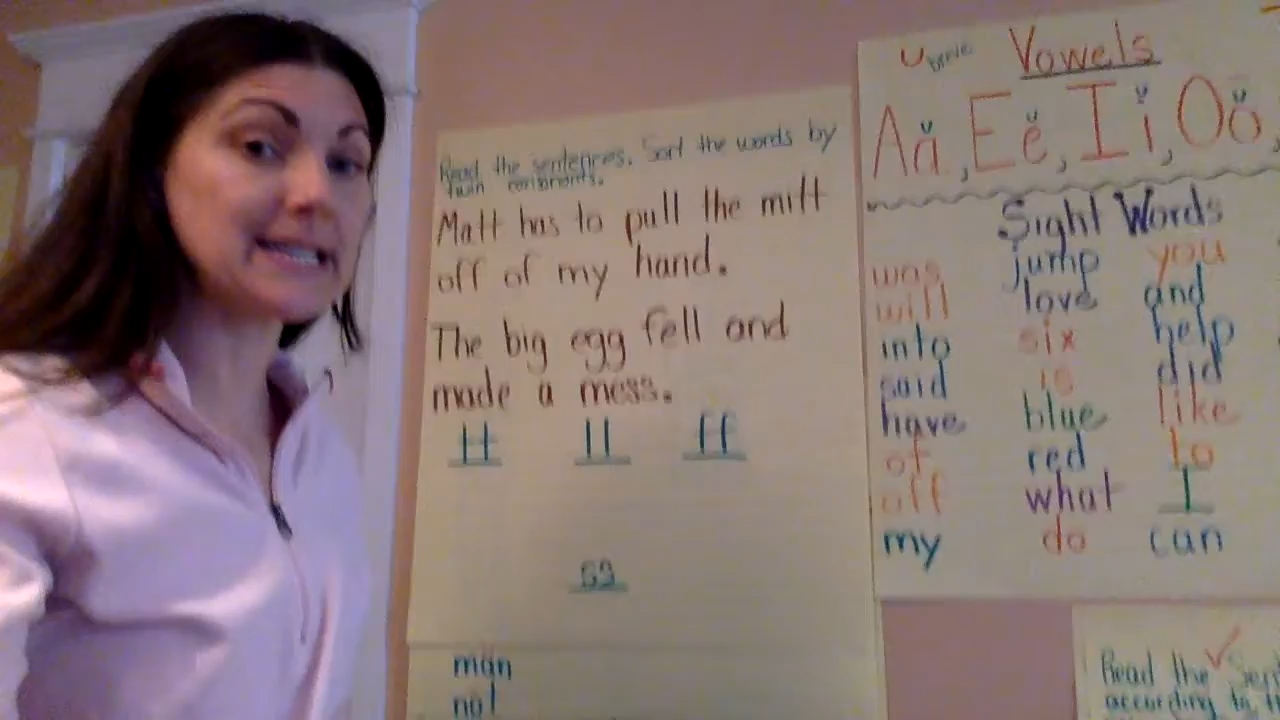 Read the sentences. Sort the words by
twin consonants.
Matt has to pull the mitt
off of my hand.
The big egg fell and
made a mess.
tt ll ff
man
not
U
Vowels
Aă, Eĕ, Iĭ, Oŏ,
Sight Words
was jump you
will love and
into six help
said is did
have blue like
of red to
off what I
my do can
Read the Sent
according to